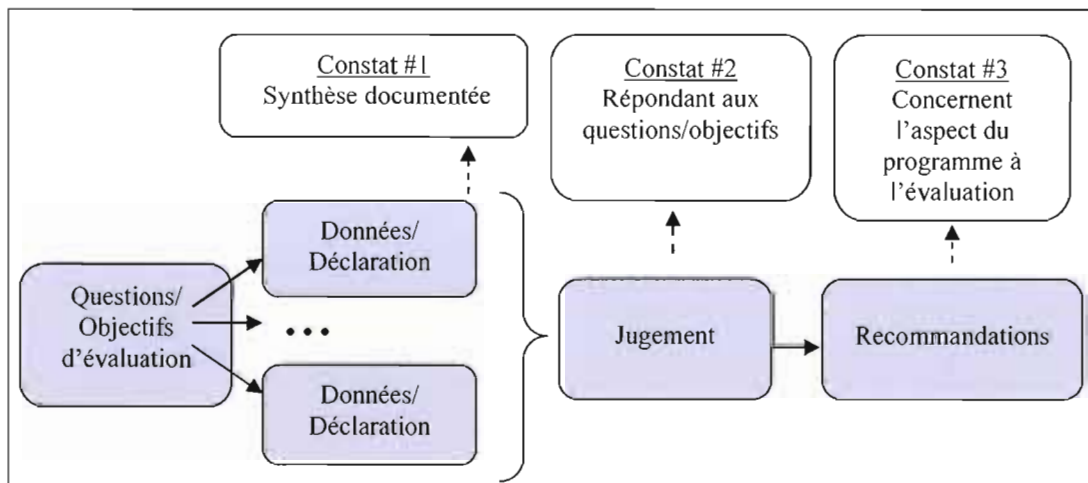 Constat #1
Synthèse documentée
Constat #2
Répondant aux
questions/objectifs
Constat #3
Concernent
l'aspect du
programme à
l'évaluation
Données/
Déclaration
Questions/
Objectifs
d'évaluation
...
Données/
Déclaration
Jugement
Recommandations